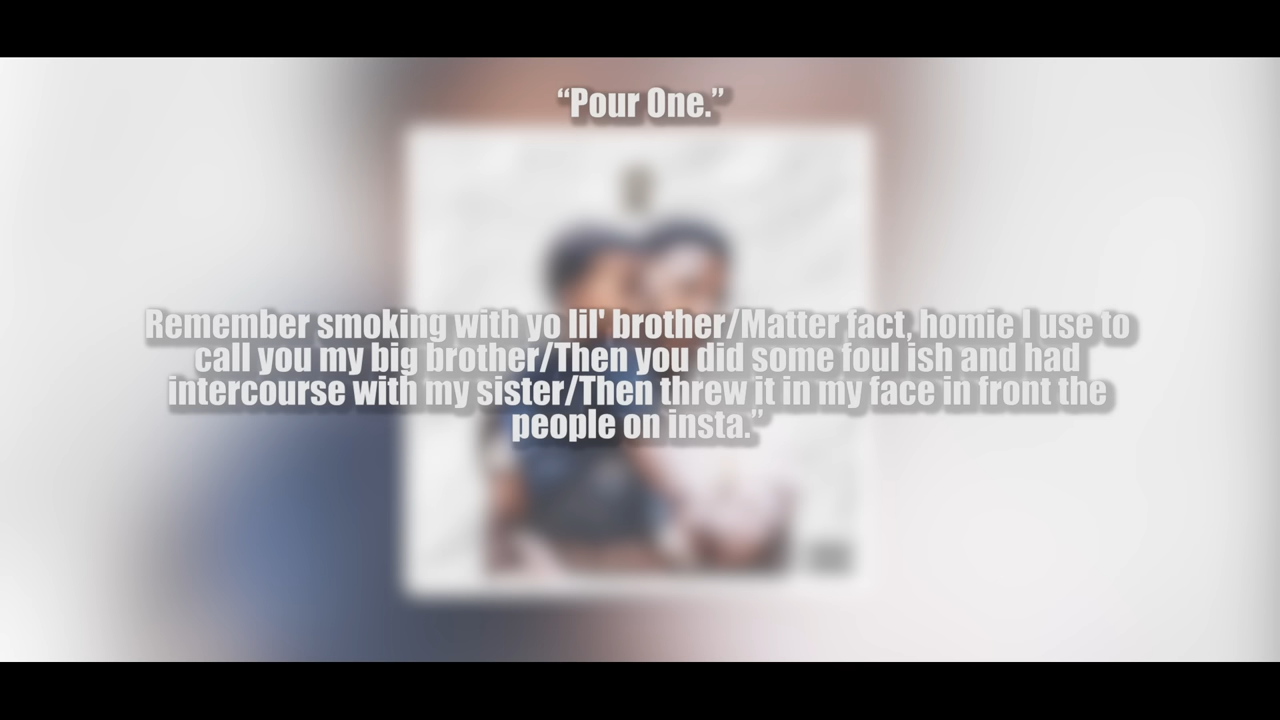 “Pour One.”
Remember smoking with yo lil' brother/Matter fact, homie I use to
call you my big brother/Then you did some foul ish and had
intercourse with my sister/Then threw it in my face in front the
people on insta.”